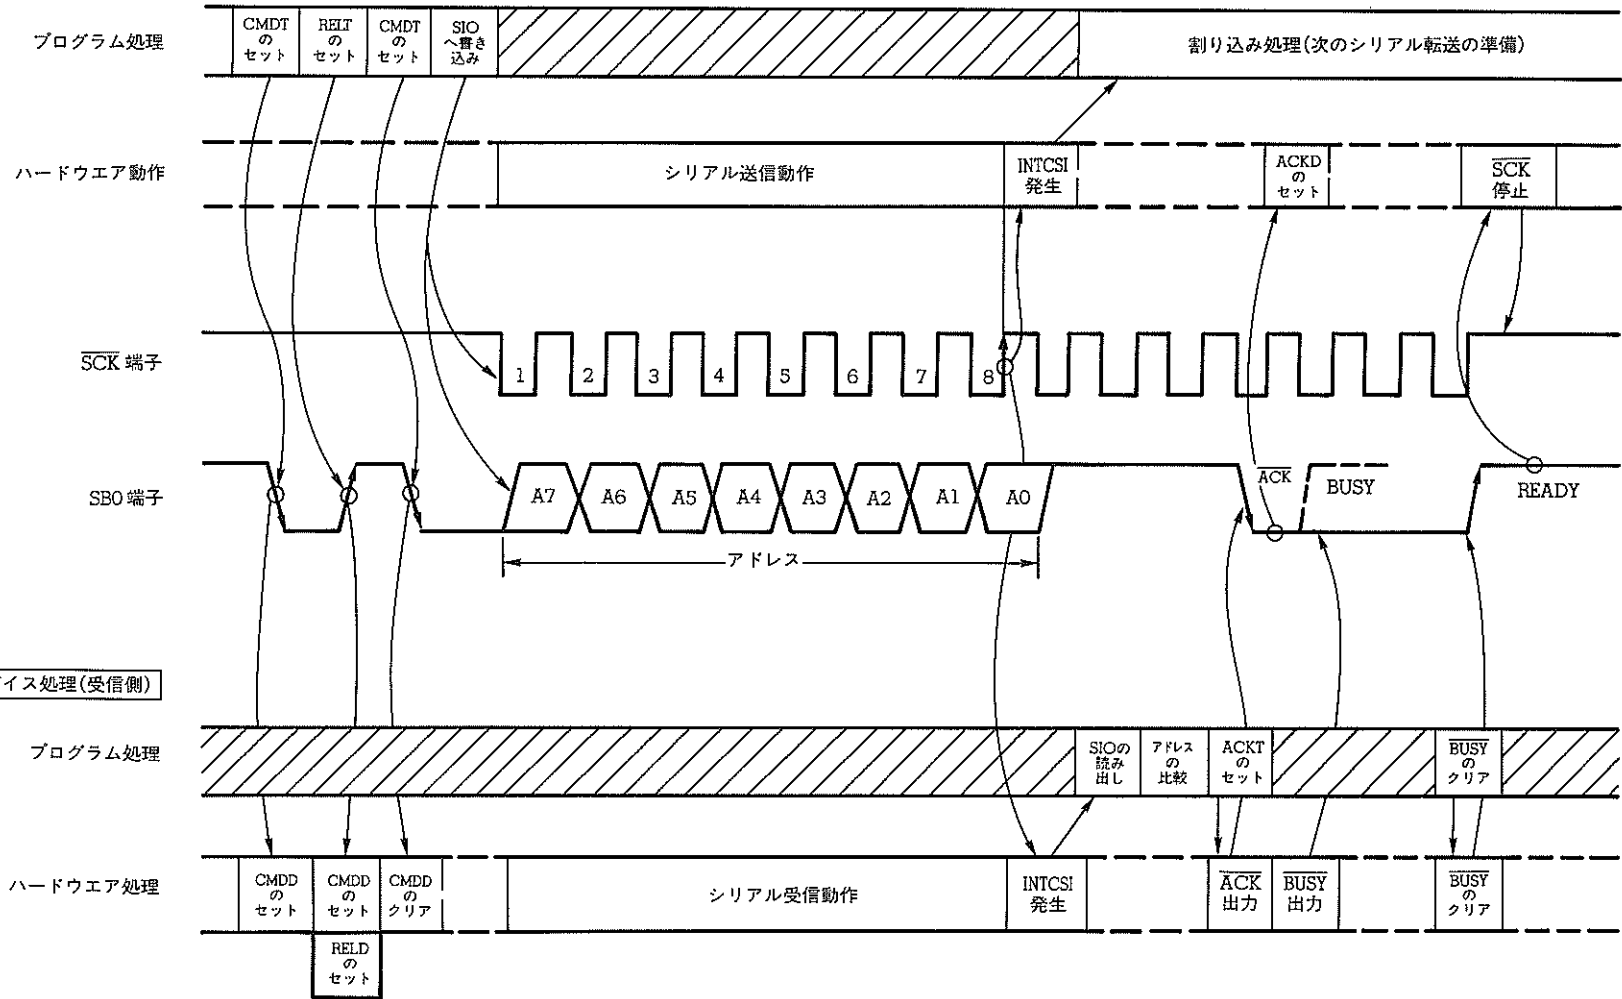 プログラム処理
CMDT
の
セット
RELT
の
セット
CMDT
の
セット
SIO
へ書き
込み
割り込み処理(次のシリアル転送の準備)
ハードウエア動作
シリアル送信動作
INTCSI
発生
ACKD
の
セット
SCK
停止
SCK 端子
1 2 3 4 5 6 7 8
SB0 端子
A7 A6 A5 A4 A3 A2 A1 A0
ACK
BUSY
READY
アドレス
イス処理(受信側)
プログラム処理
SIOの
読み
出し
アドレス
の
比較
ACKT
の
セット
BUSY
の
クリア
ハードウエア処理
CMDD
の
セット
CMDD
の
セット
CMDD
の
クリア
シリアル受信動作
INTCSI
発生
ACK
出力
BUSY
出力
BUSY
の
クリア
RELD
の
セット